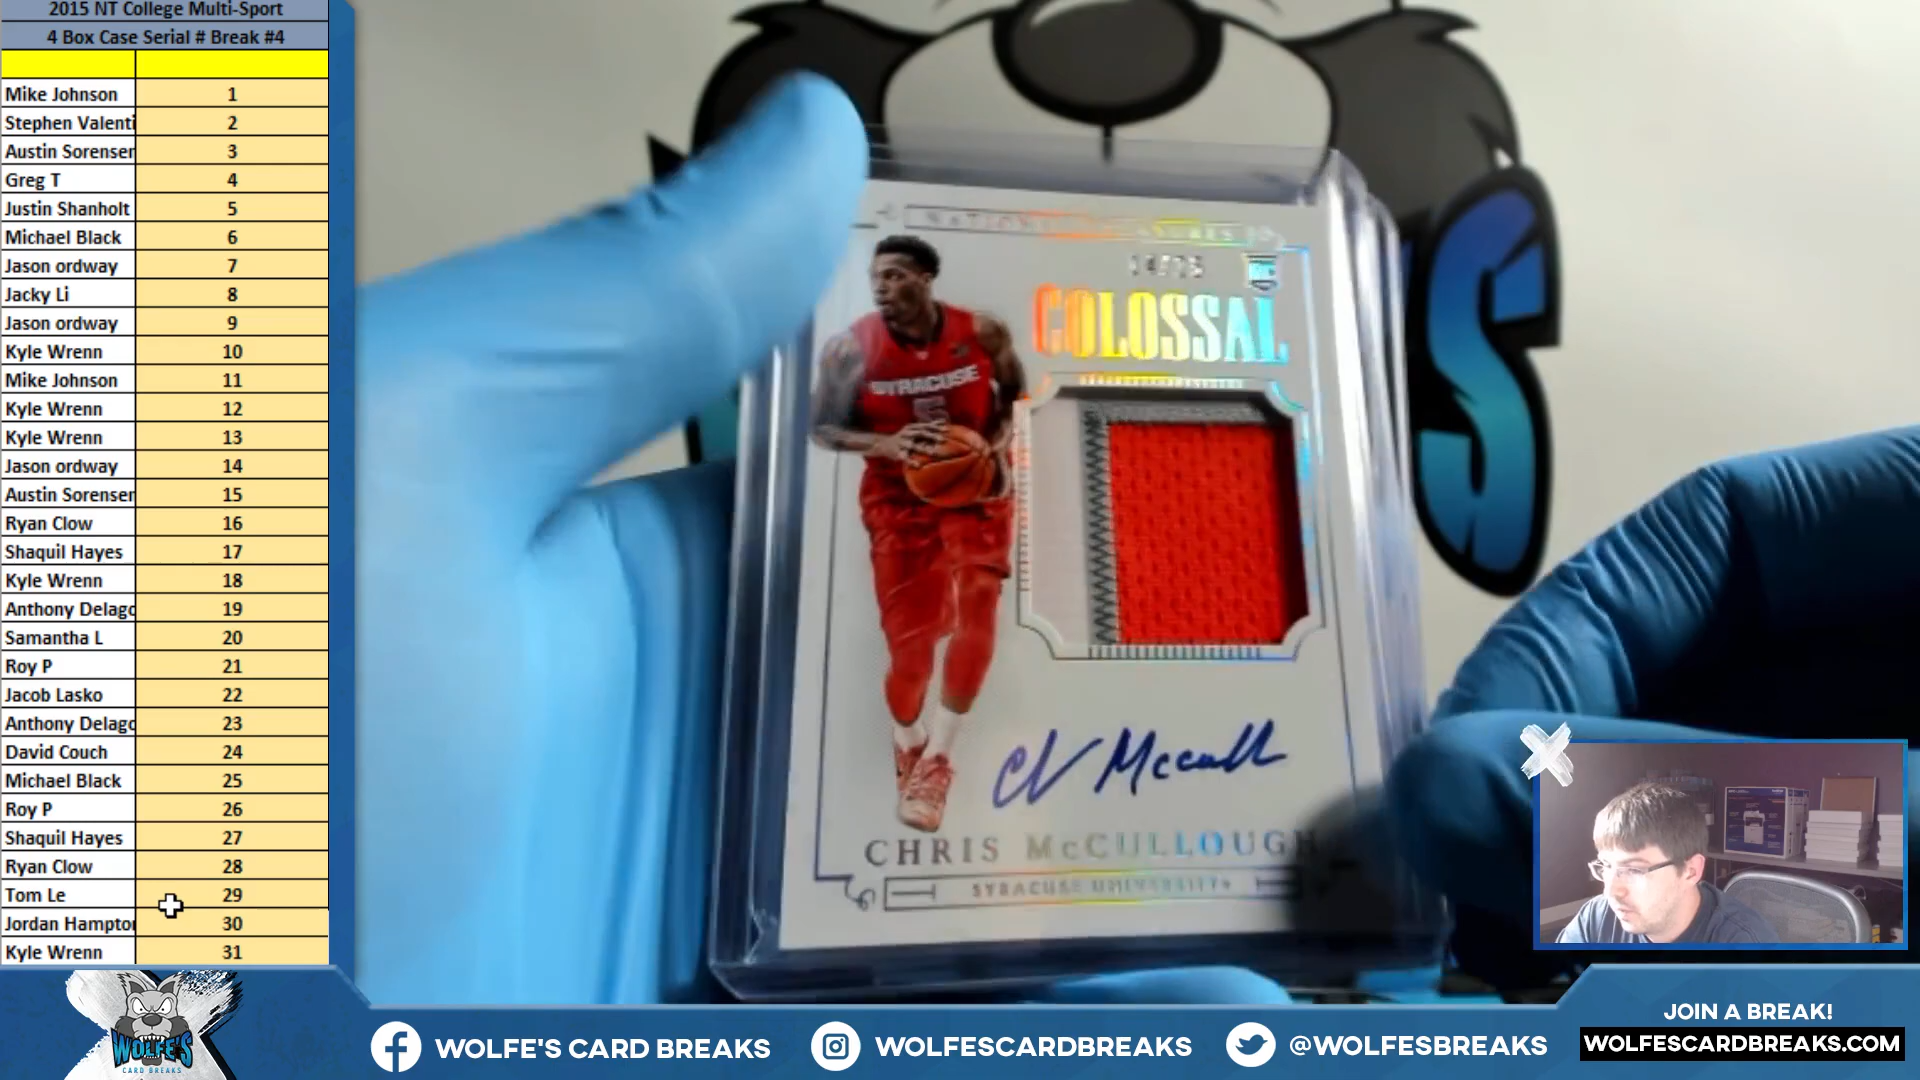 2015 NT College Multi-Sport
4 Box Case Serial # Break #4
Mike Johnson 1
Stephen Valenti 2
Austin Sorensen 3
Greg T 4
Justin Shanholt 5
Michael Black 6
Jason ordway 7
Jacky Li 8
Jason ordway 9
Kyle Wrenn 10
Mike Johnson 11
Kyle Wrenn 12
Kyle Wrenn 13
Jason ordway 14
Austin Sorensen 15
Ryan Clow 16
Shaquil Hayes 17
Kyle Wrenn 18
Anthony Delago 19
Samantha L 20
Roy P 21
Jacob Lasko 22
Anthony Delago 23
David Couch 24
Michael Black 25
Roy P 26
Shaquil Hayes 27
Ryan Clow 28
Tom Le 29
Jordan Hampton 30
Kyle Wrenn 31
COLOSSAL
SYRACUSE
CHRIS McCULLOUGH
SYRACUSE UNIVERSITY
WOLFE'S
CARD BREAKS
WOLFE'S CARD BREAKS
WOLFESCARDBREAKS
@WOLFESBREAKS
JOIN A BREAK!
WOLFESCARDBREAKS.COM